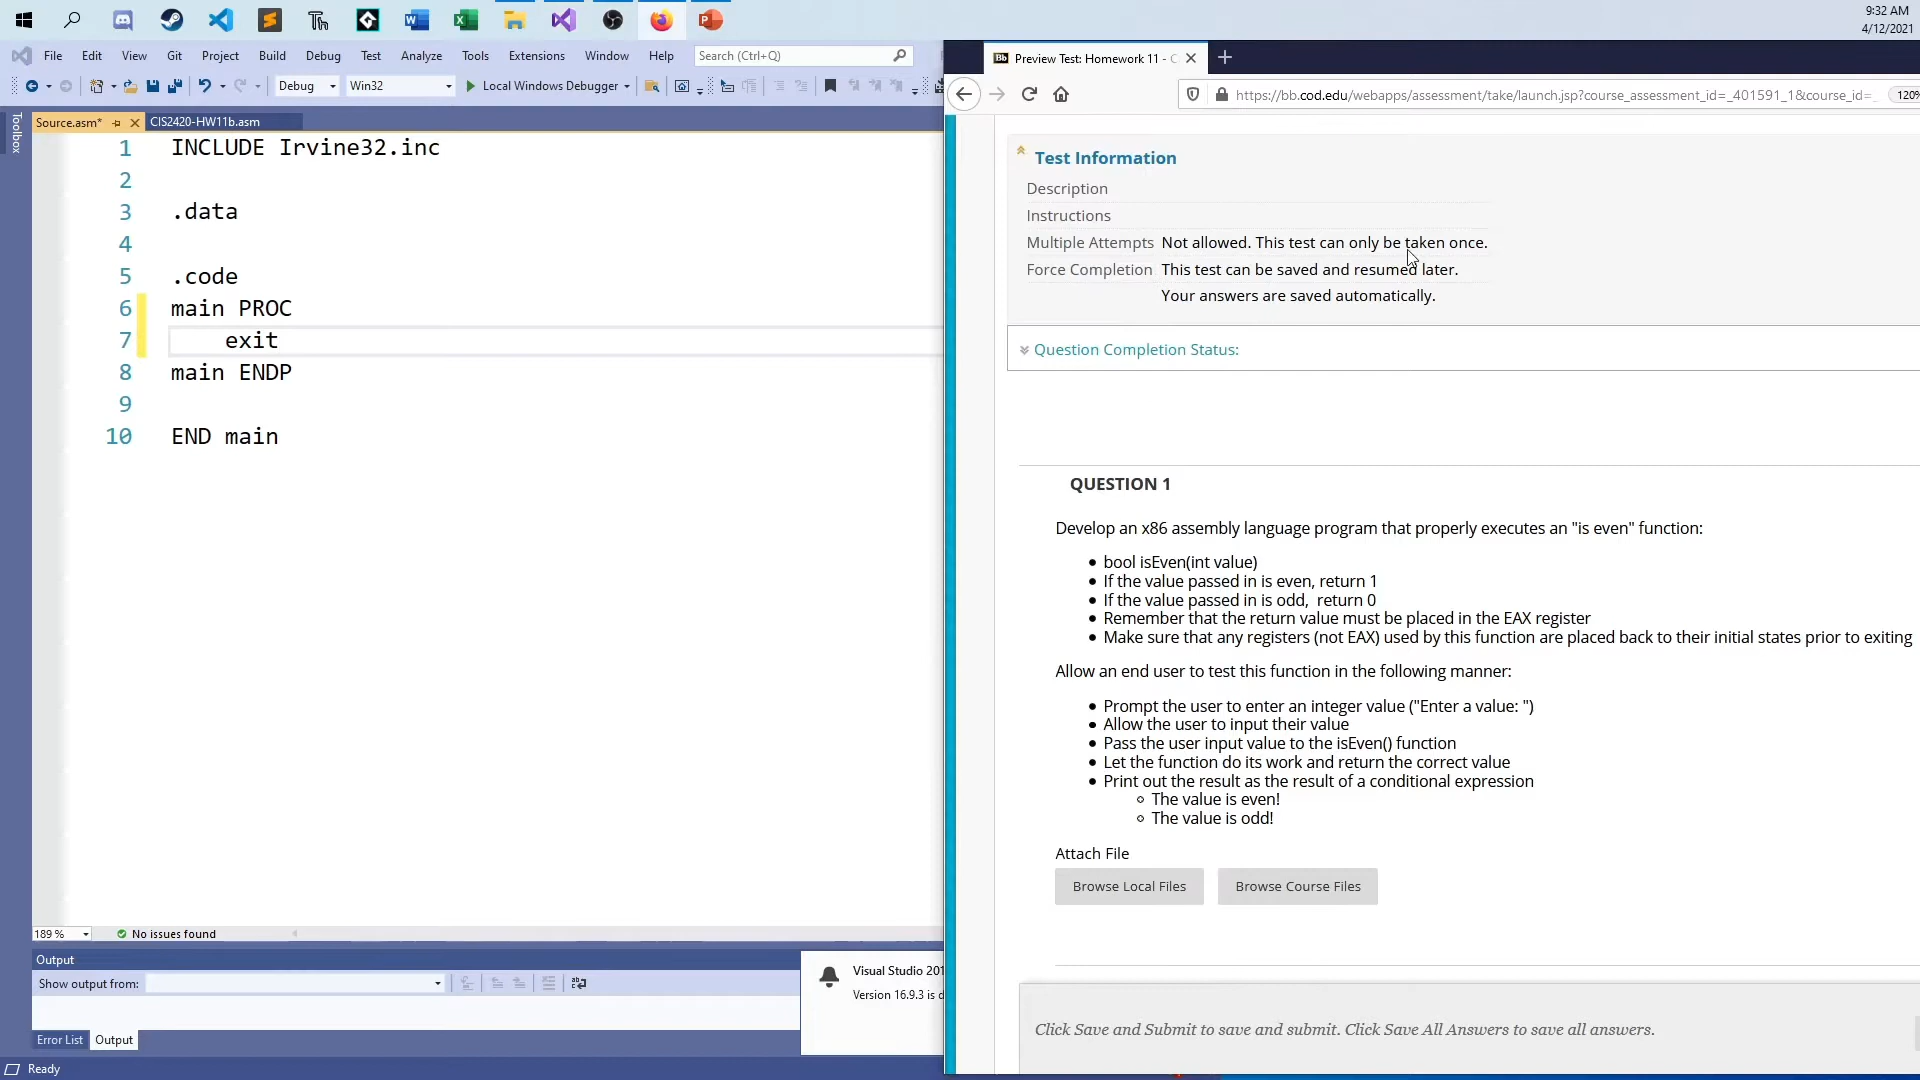 9:32 AM
4/12/2021
File Edit View Git Project Build Debug Test Analyze Tools Extensions Window Help Search (Ctrl+Q)
Debug Win32 Local Windows Debugger
Toolbox
Source.asm* CIS2420-HW11b.asm
1 INCLUDE Irvine32.inc
2
3 .data
4
5 .code
6 main PROC
7 exit
8 main ENDP
9
10 END main
189 % No issues found
Output
Show output from:
Visual Studio 201
Version 16.9.3 is d
Error List Output
Ready
Bb Preview Test: Homework 11 - C
https://bb.cod.edu/webapps/assessment/take/launch.jsp?course_assessment_id=_401591_1&course_id=_ 120%
Test Information
Description
Instructions
Multiple Attempts Not allowed. This test can only be taken once.
Force Completion This test can be saved and resumed later.
Your answers are saved automatically.
Question Completion Status:
QUESTION 1
Develop an x86 assembly language program that properly executes an "is even" function:
● bool isEven(int value)
● If the value passed in is even, return 1
● If the value passed in is odd, return 0
● Remember that the return value must be placed in the EAX register
● Make sure that any registers (not EAX) used by this function are placed back to their initial states prior to exiting
Allow an end user to test this function in the following manner:
● Prompt the user to enter an integer value ("Enter a value: ")
● Allow the user to input their value
● Pass the user input value to the isEven() function
● Let the function do its work and return the correct value
● Print out the result as the result of a conditional expression
○ The value is even!
○ The value is odd!
Attach File
Browse Local Files Browse Course Files
Click Save and Submit to save and submit. Click Save All Answers to save all answers.